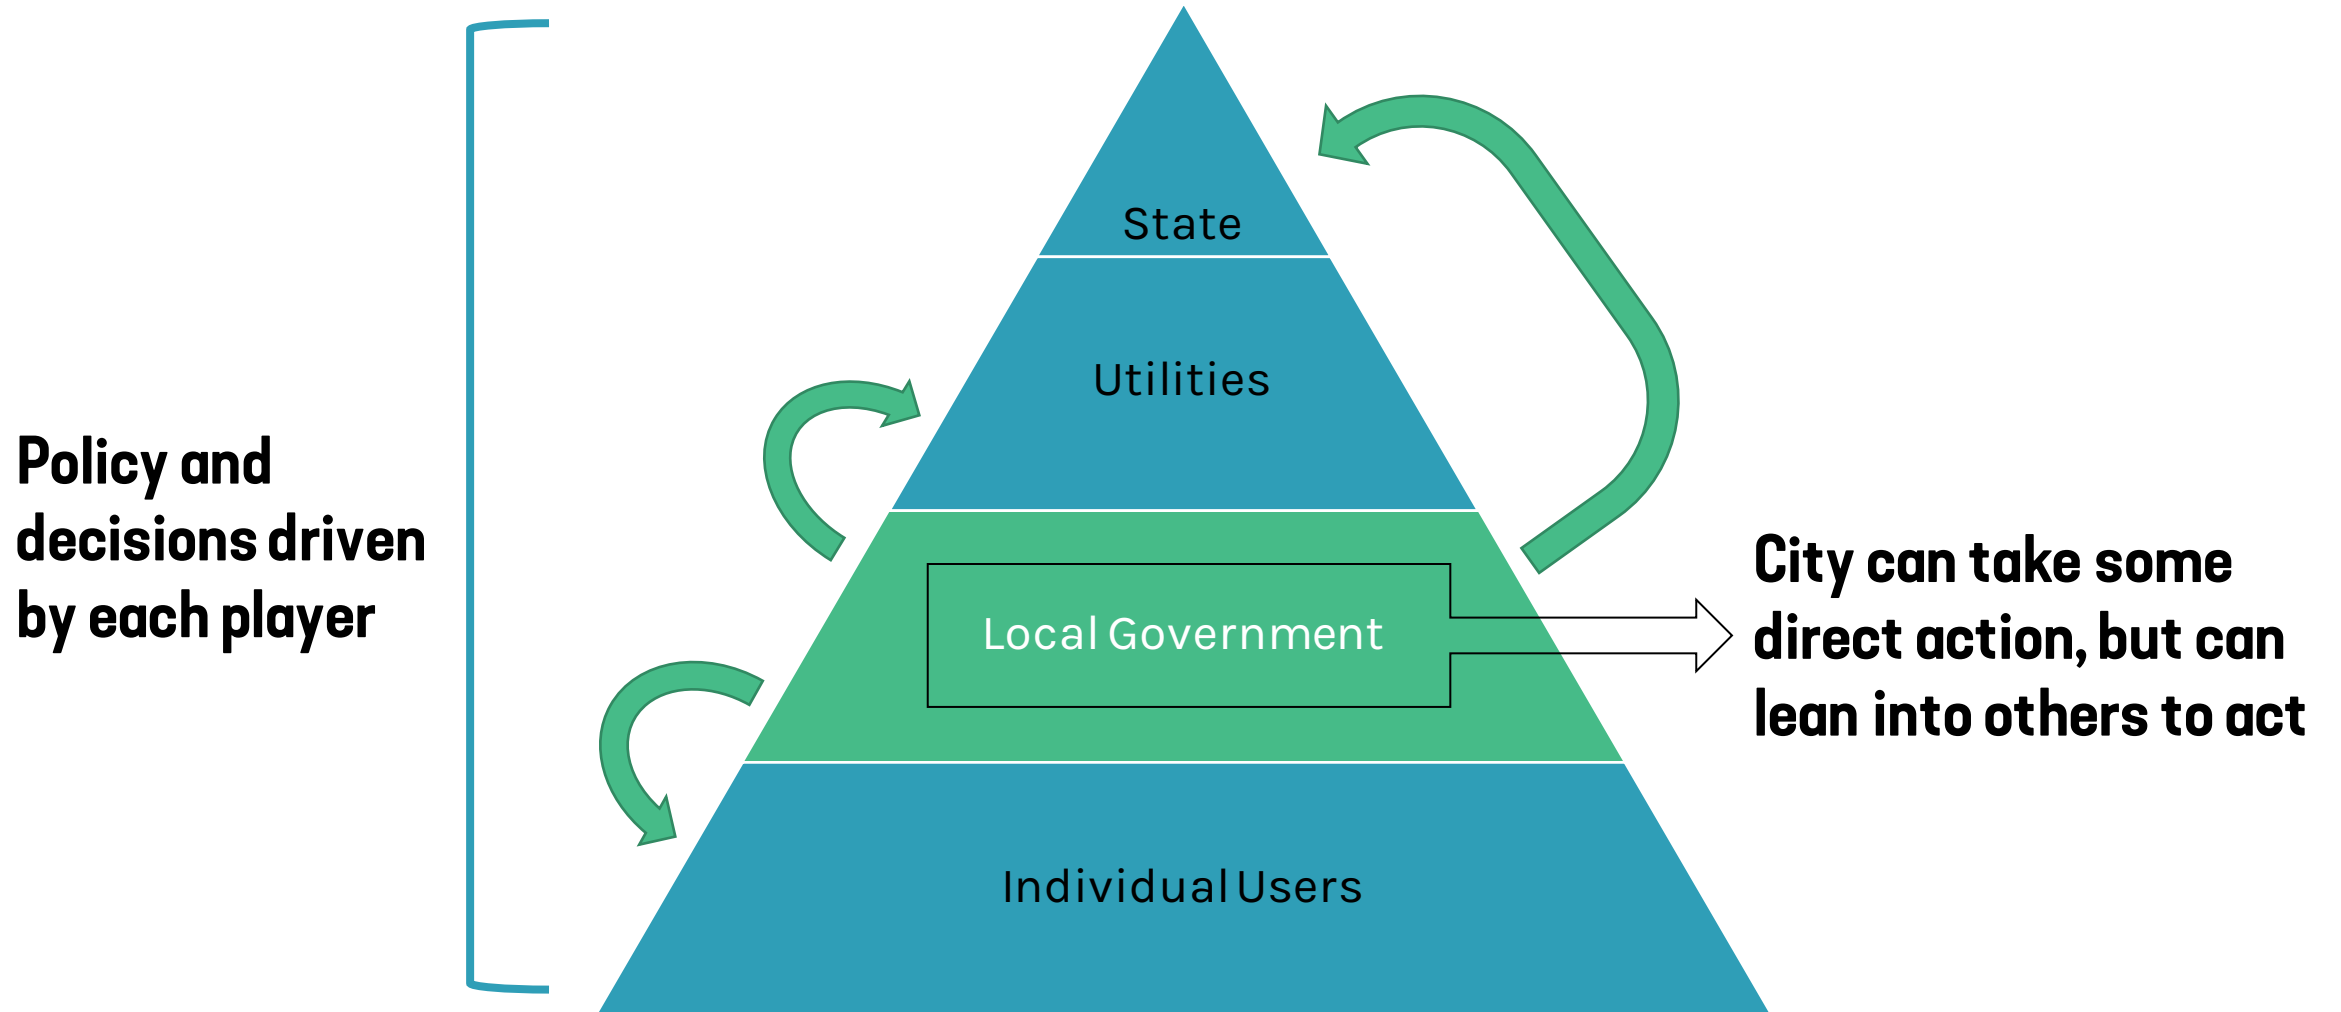 State
Utilities
Policy and
decisions driven
by each player
Local Government
City can take some
direct action, but can
lean into others to act
Individual Users